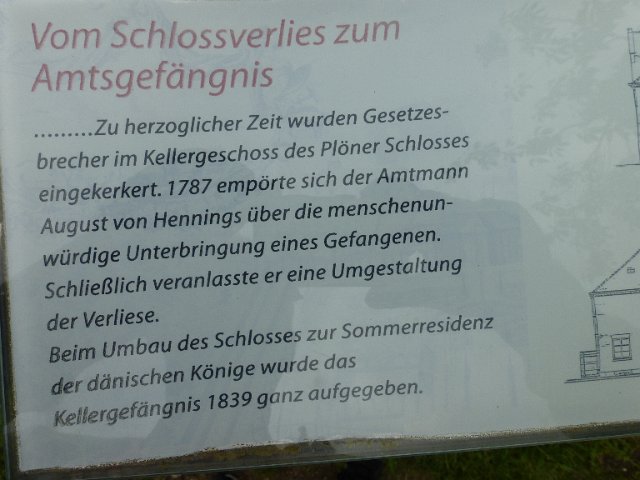 Vom Schlossverlies zum
Amtsgefängnis
.........Zu herzoglicher Zeit wurden Gesetzes-
brecher im Kellergeschoss des Plöner Schlosses
eingekerkert. 1787 empörte sich der Amtmann
August von Hennings über die menschenun-
würdige Unterbringung eines Gefangenen.
Schließlich veranlasste er eine Umgestaltung
der Verliese.
Beim Umbau des Schlosses zur Sommerresidenz
der dänischen Könige wurde das
Kellergefängnis 1839 ganz aufgegeben.